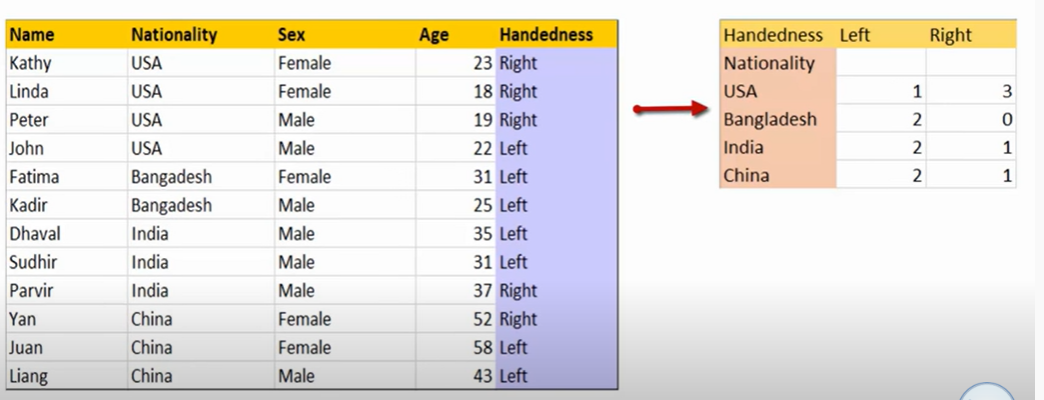 Name Nationality Sex Age Handedness
Kathy USA Female 23 Right
Linda USA Female 18 Right
Peter USA Male 19 Right
John USA Male 22 Left
Fatima Bangadesh Female 31 Left
Kadir Bangadesh Male 25 Left
Dhaval India Male 35 Left
Sudhir India Male 31 Left
Parvir India Male 37 Right
Yan China Female 52 Right
Juan China Female 58 Left
Liang China Male 43 Left
Handedness Left Right
Nationality
USA 1 3
Bangladesh 2 0
India 2 1
China 2 1